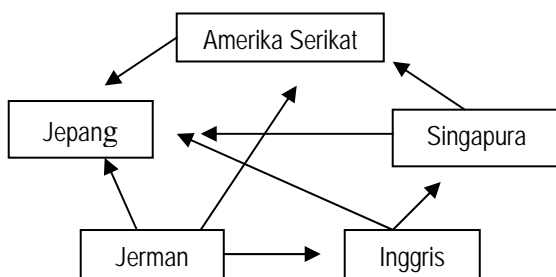 Amerika Serikat
Jepang
Singapura
Jerman
Inggris